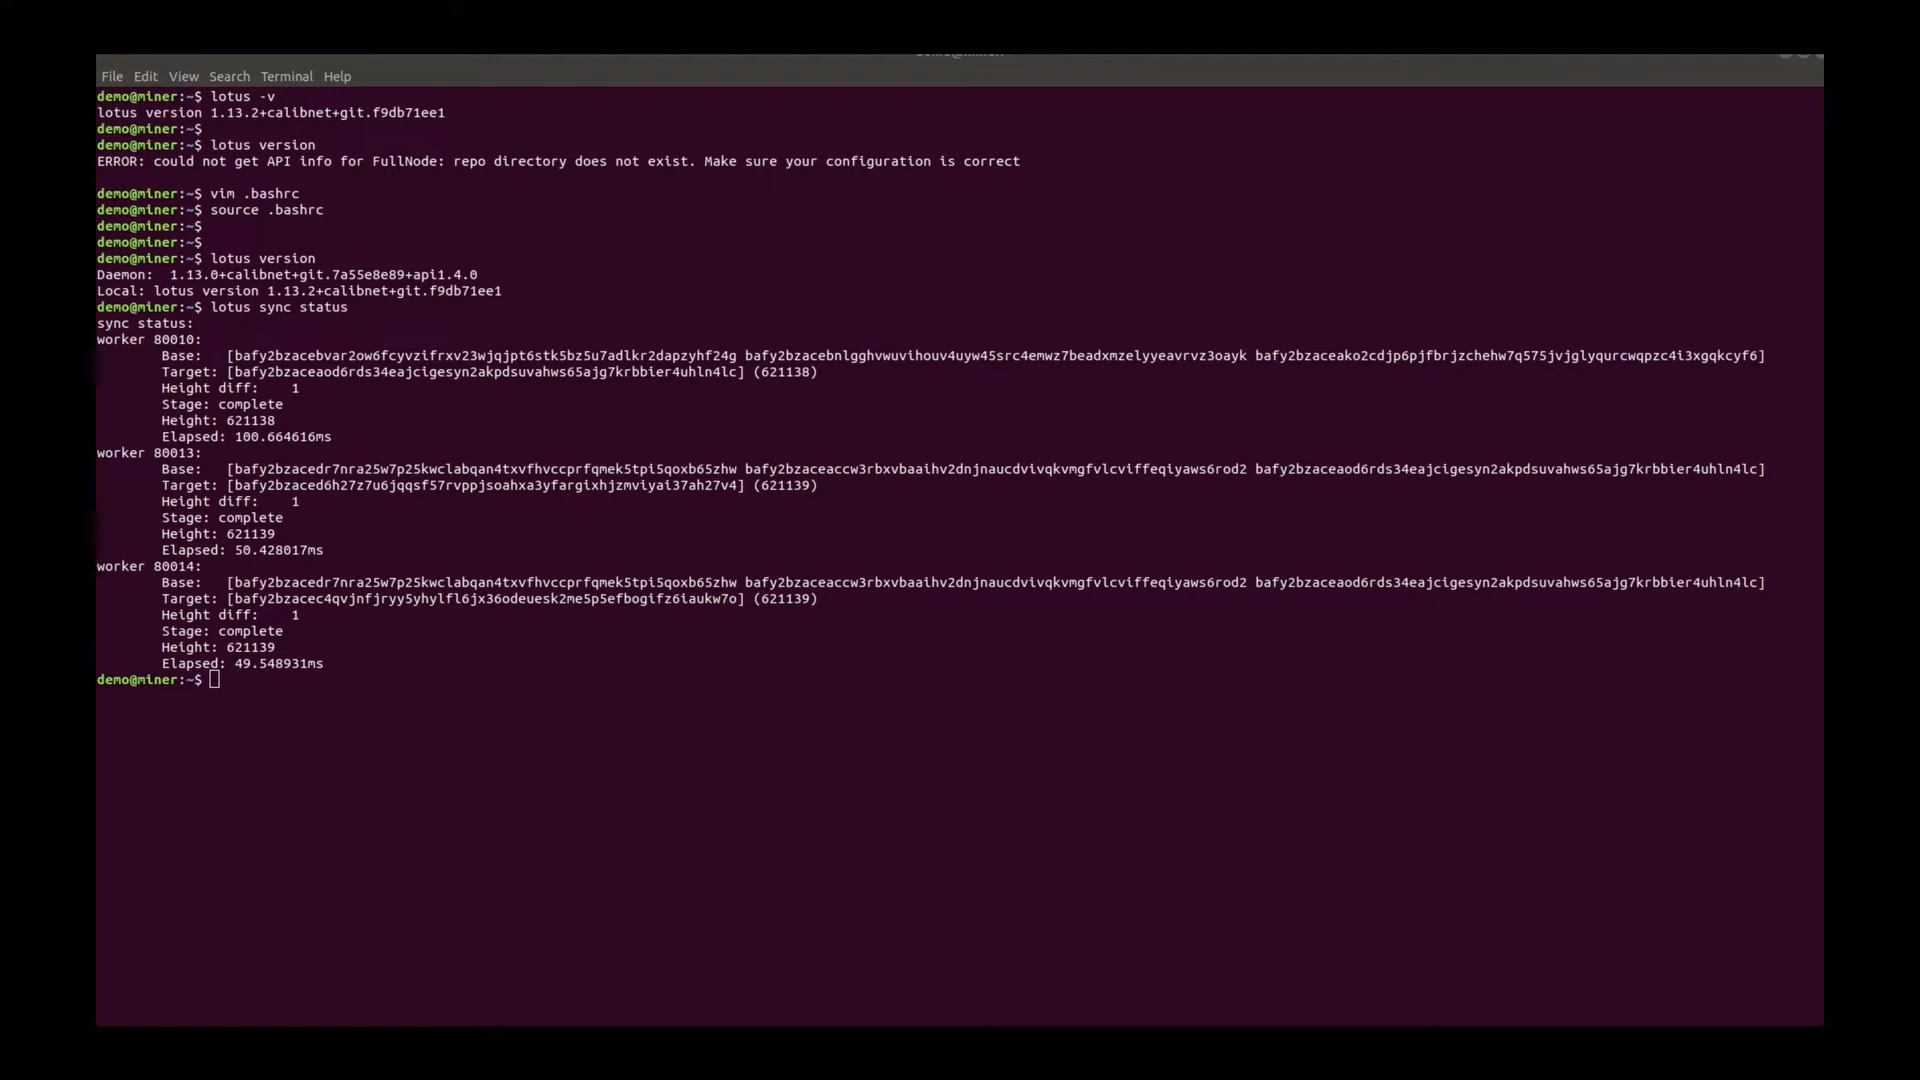 File Edit View Search Terminal Help
demo@miner:~$ lotus -v
lotus version 1.13.2+calibnet+git.f9db71ee1
demo@miner:~$
demo@miner:~$ lotus version
ERROR: could not get API info for FullNode: repo directory does not exist. Make sure your configuration is correct
demo@miner:~$ vim .bashrc
demo@miner:~$ source .bashrc
demo@miner:~$
demo@miner:~$
demo@miner:~$ lotus version
Daemon:  1.13.0+calibnet+git.7a55e8e89+api1.4.0
Local: lotus version 1.13.2+calibnet+git.f9db71ee1
demo@miner:~$ lotus sync status
sync status:
worker 80010:
Base:   [bafy2bzacebvar2ow6fcyvzifrxv23wjqjpt6stk5bz5u7adlkr2dapzyhf24g bafy2bzacebnlgghvwuvihouv4uyw45src4emwz7beadxmzelyyeavrvz3oayk bafy2bzaceako2cdjp6pjfbrjzchehw7q575jvjglyqurcwqpzc4i3xgqkcyf6]
Target: [bafy2bzaceaod6rds34eajcigesyn2akpdsuvahws65ajg7krbbier4uhln4lc] (621138)
Height diff:    1
Stage: complete
Height: 621138
Elapsed: 100.664616ms
worker 80013:
Base:   [bafy2bzacedr7nra25w7p25kwclabqan4txvfhvccprfqmek5tpi5qoxb65zhw bafy2bzaceaccw3rbxvbaaihv2dnjnaucdvivqkvmgfvlcviffeqiyaws6rod2 bafy2bzaceaod6rds34eajcigesyn2akpdsuvahws65ajg7krbbier4uhln4lc]
Target: [bafy2bzaced6h27z7u6jqqsf57rvppjsoahxa3yfargixhjzmviyai37ah27v4] (621139)
Height diff:    1
Stage: complete
Height: 621139
Elapsed: 50.428017ms
worker 80014:
Base:   [bafy2bzacedr7nra25w7p25kwclabqan4txvfhvccprfqmek5tpi5qoxb65zhw bafy2bzaceaccw3rbxvbaaihv2dnjnaucdvivqkvmgfvlcviffeqiyaws6rod2 bafy2bzaceaod6rds34eajcigesyn2akpdsuvahws65ajg7krbbier4uhln4lc]
Target: [bafy2bzacec4qvjnfjryy5yhylfl6jx36odeuesk2me5p5efbogifz6iaukw7o] (621139)
Height diff:    1
Stage: complete
Height: 621139
Elapsed: 49.548931ms
demo@miner:~$